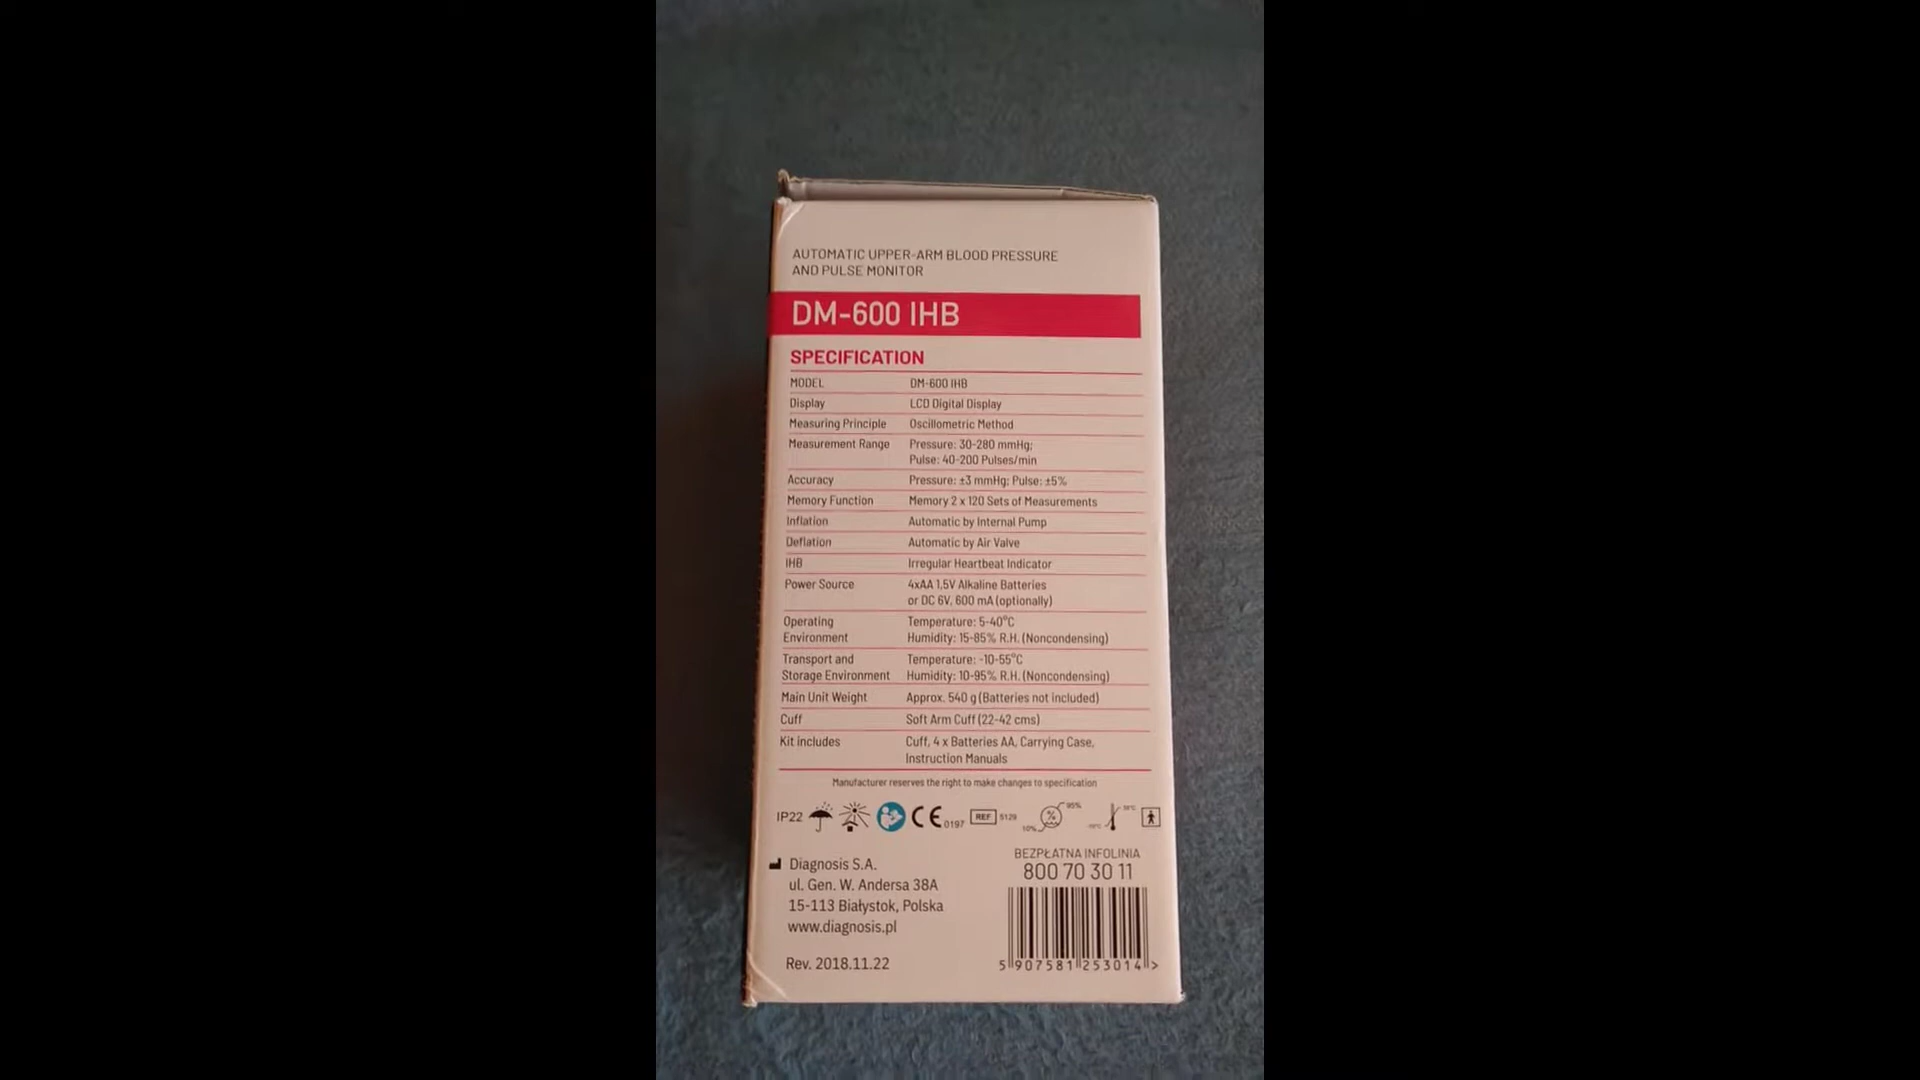 AUTOMATIC UPPER-ARM BLOOD PRESSURE
AND PULSE MONITOR
DM-600 IHB
SPECIFICATION
MODEL DM-600 IHB
Display LCD Digital Display
Measuring Principle Oscillometric Method
Measurement Range Pressure: 30-280 mmHg;
Pulse: 40-200 Pulses/min
Accuracy Pressure: ±3 mmHg; Pulse: ±5%
Memory Function Memory 2 x 120 Sets of Measurements
Inflation Automatic by Internal Pump
Deflation Automatic by Air Valve
IHB Irregular Heartbeat Indicator
Power Source 4xAA 1,5V Alkaline Batteries
or DC 6V, 600 mA (optionally)
Operating Temperature: 5-40°C
Environment Humidity: 15-85% R.H. (Noncondensing)
Transport and Temperature: -10-55°C
Storage Environment Humidity: 10-95% R.H. (Noncondensing)
Main Unit Weight Approx. 540 g (Batteries not included)
Cuff Soft Arm Cuff (22-42 cms)
Kit includes Cuff, 4 x Batteries AA, Carrying Case,
Instruction Manuals
Manufacturer reserves the right to make changes to specification
IP22 CE 0197 REF 5129 10% % 95%
Diagnosis S.A.
ul. Gen. W. Andersa 38A
15-113 Białystok, Polska
www.diagnosis.pl
Rev. 2018.11.22
BEZPŁATNA INFOLINIA
800 70 30 11
5 907581 253014 >